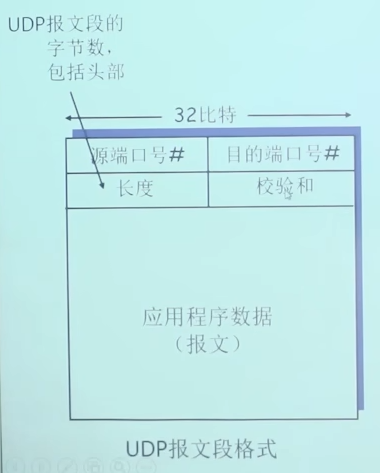 UDP报文段的
字节数,
包括头部
32比特
源端口号# 目的端口号#
长度 校验和
应用程序数据
(报文)
UDP报文段格式